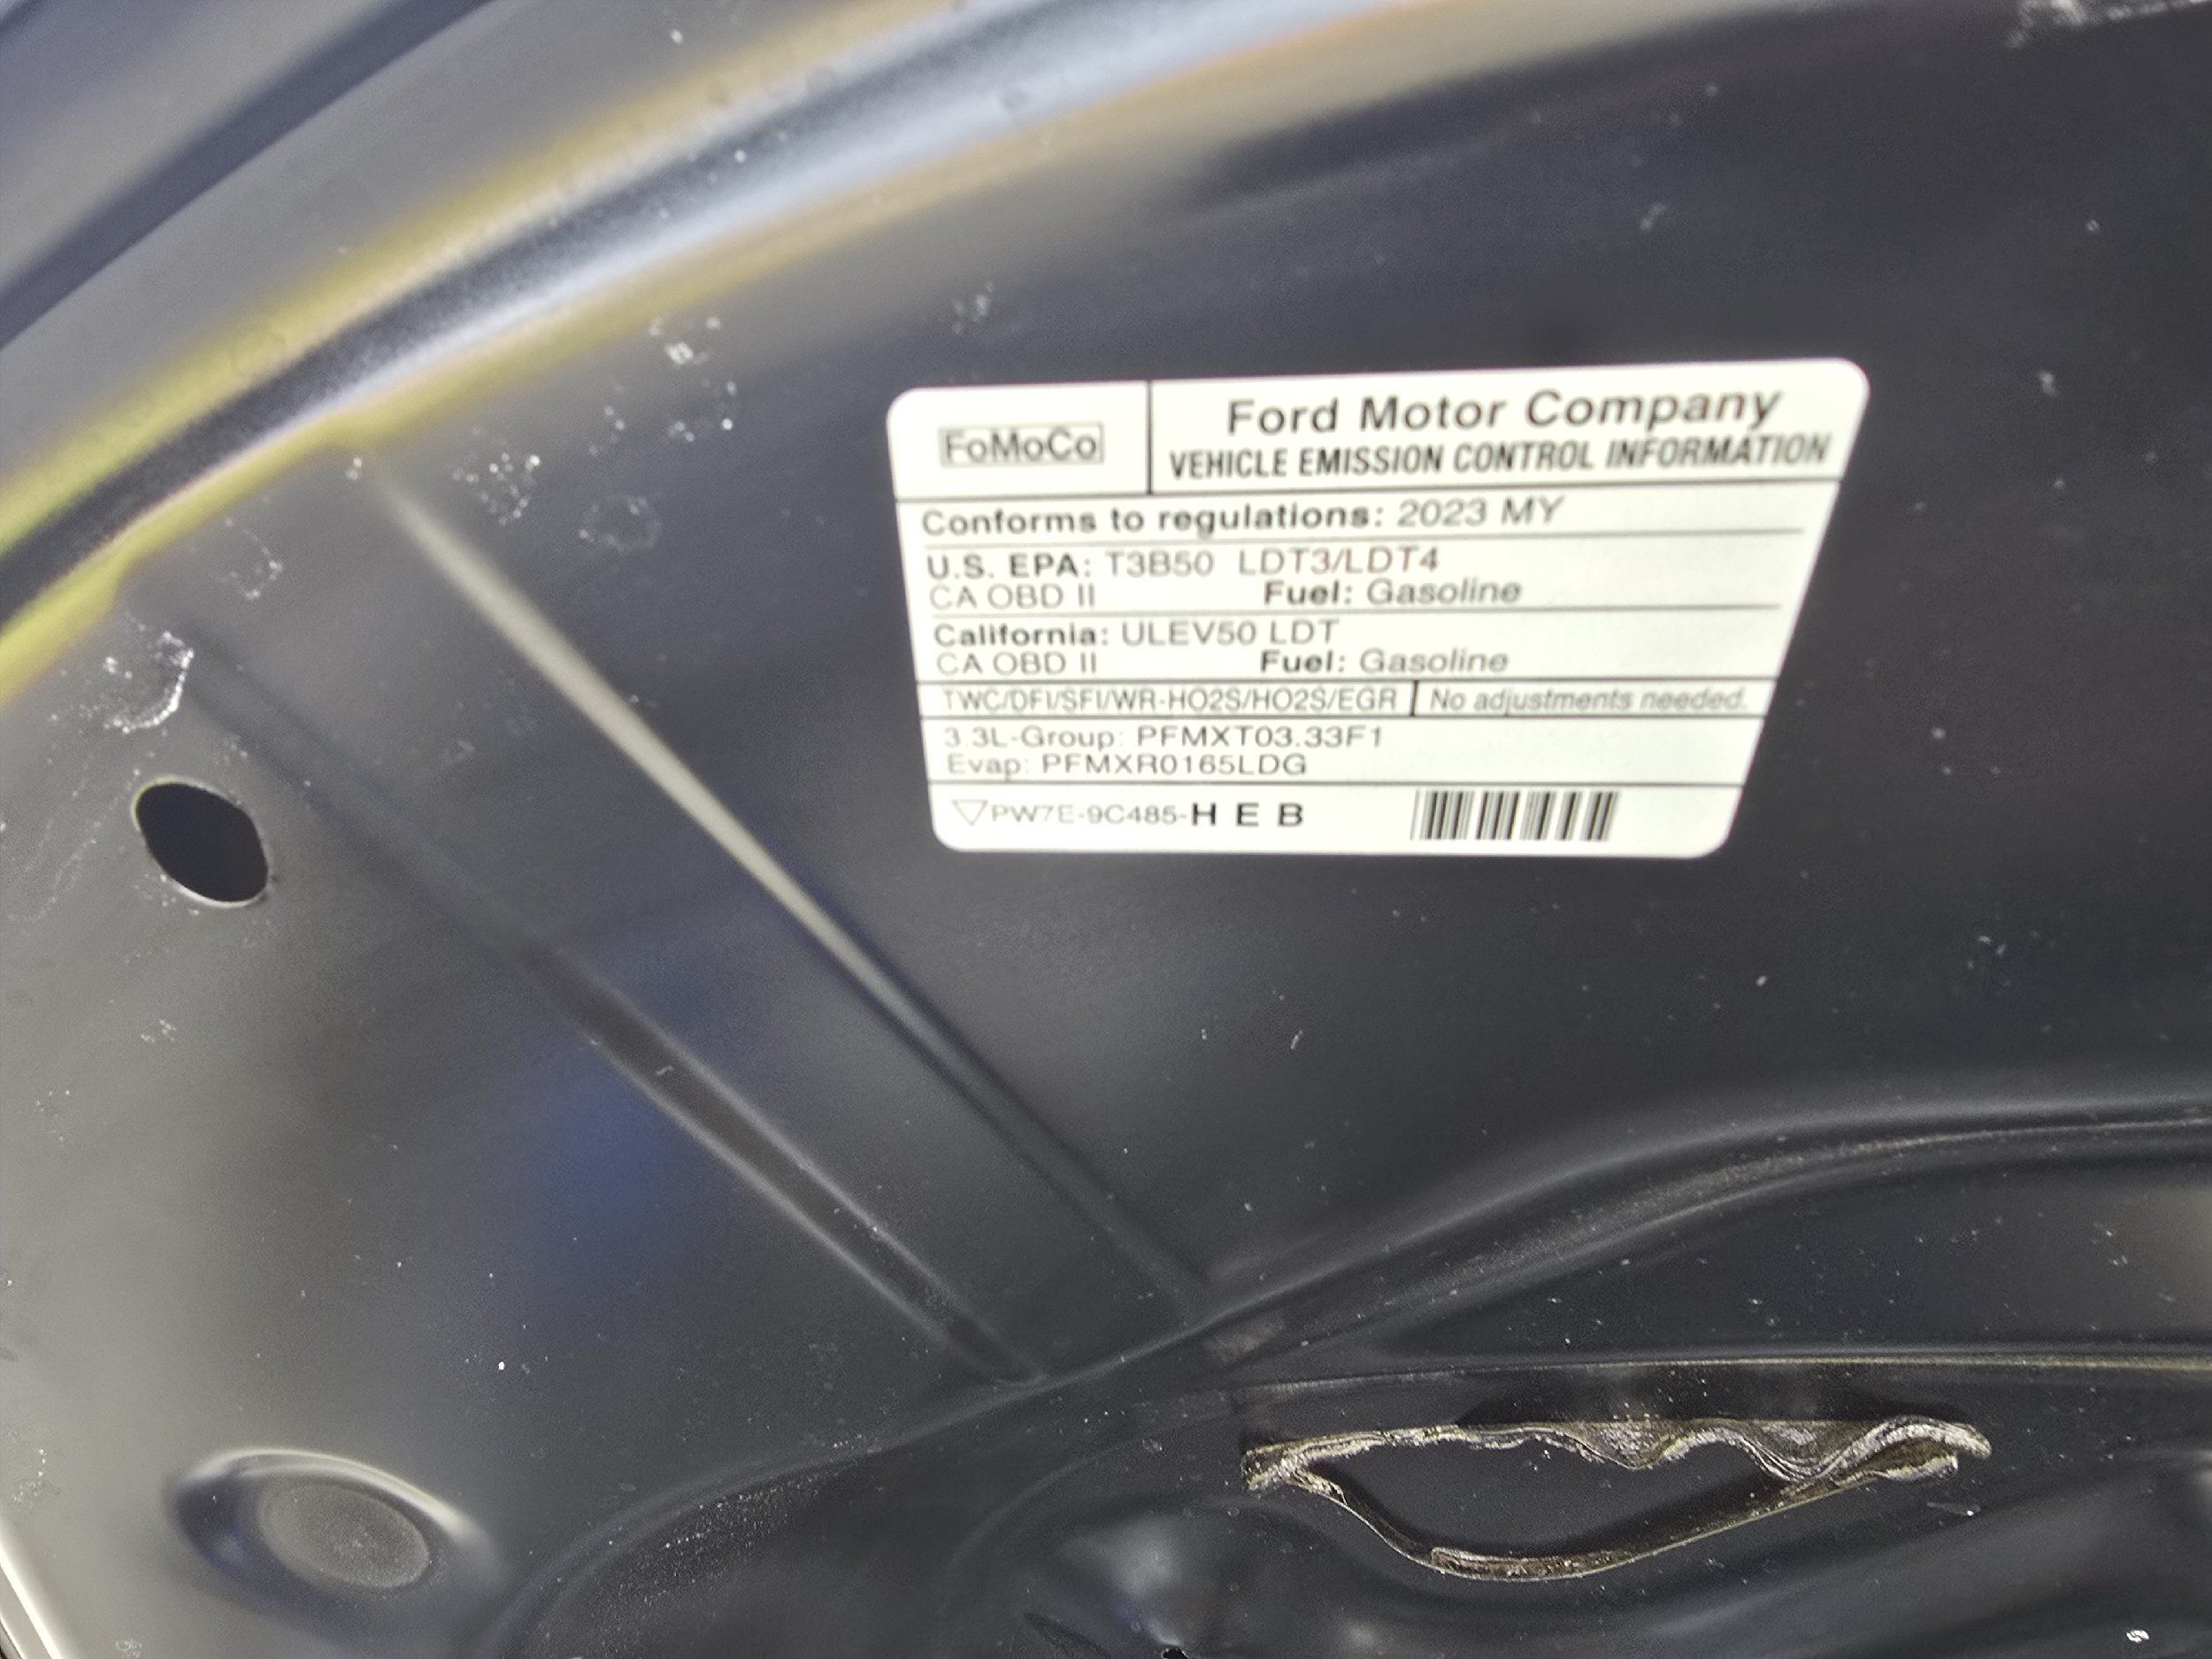 FoMoCo
Ford Motor Company
VEHICLE EMISSION CONTROL INFORMATION
Conforms to regulations: 2023 MY
U.S. EPA: T3B50 LDT3/LDT4
CA OBD II Fuel: Gasoline
California: ULEV50 LDT
CA OBD II Fuel: Gasoline
TWC/DFI/SFI/WR-HO2S/HO2S/EGR No adjustments needed.
3.3L-Group: PFMXT03.33F1
Evap: PFMXR0165LDG
PW7E-9C485-H E B